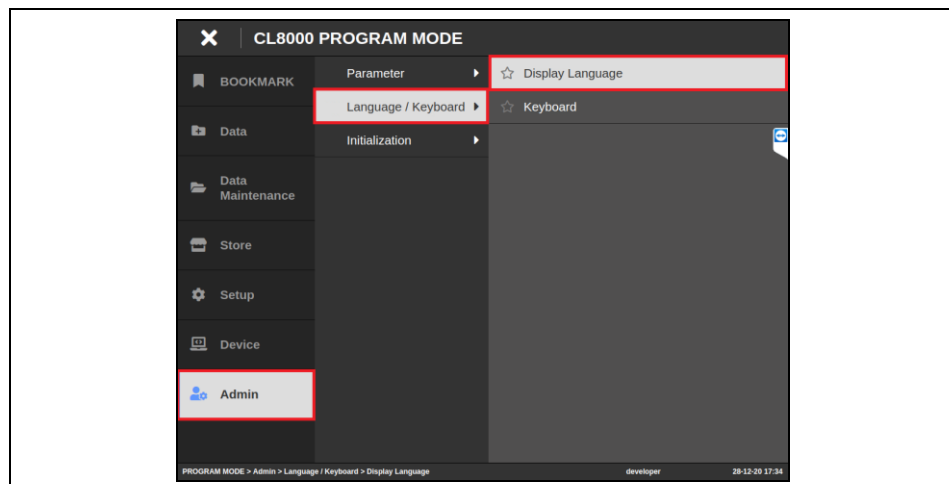 CL8000 PROGRAM MODE
BOOKMARK
Data
Data
Maintenance
Store
Setup
Device
Admin
Parameter
Language / Keyboard
Initialization
Display Language
Keyboard
PROGRAM MODE > Admin > Language / Keyboard > Display Language developer 28-12-20 17:34